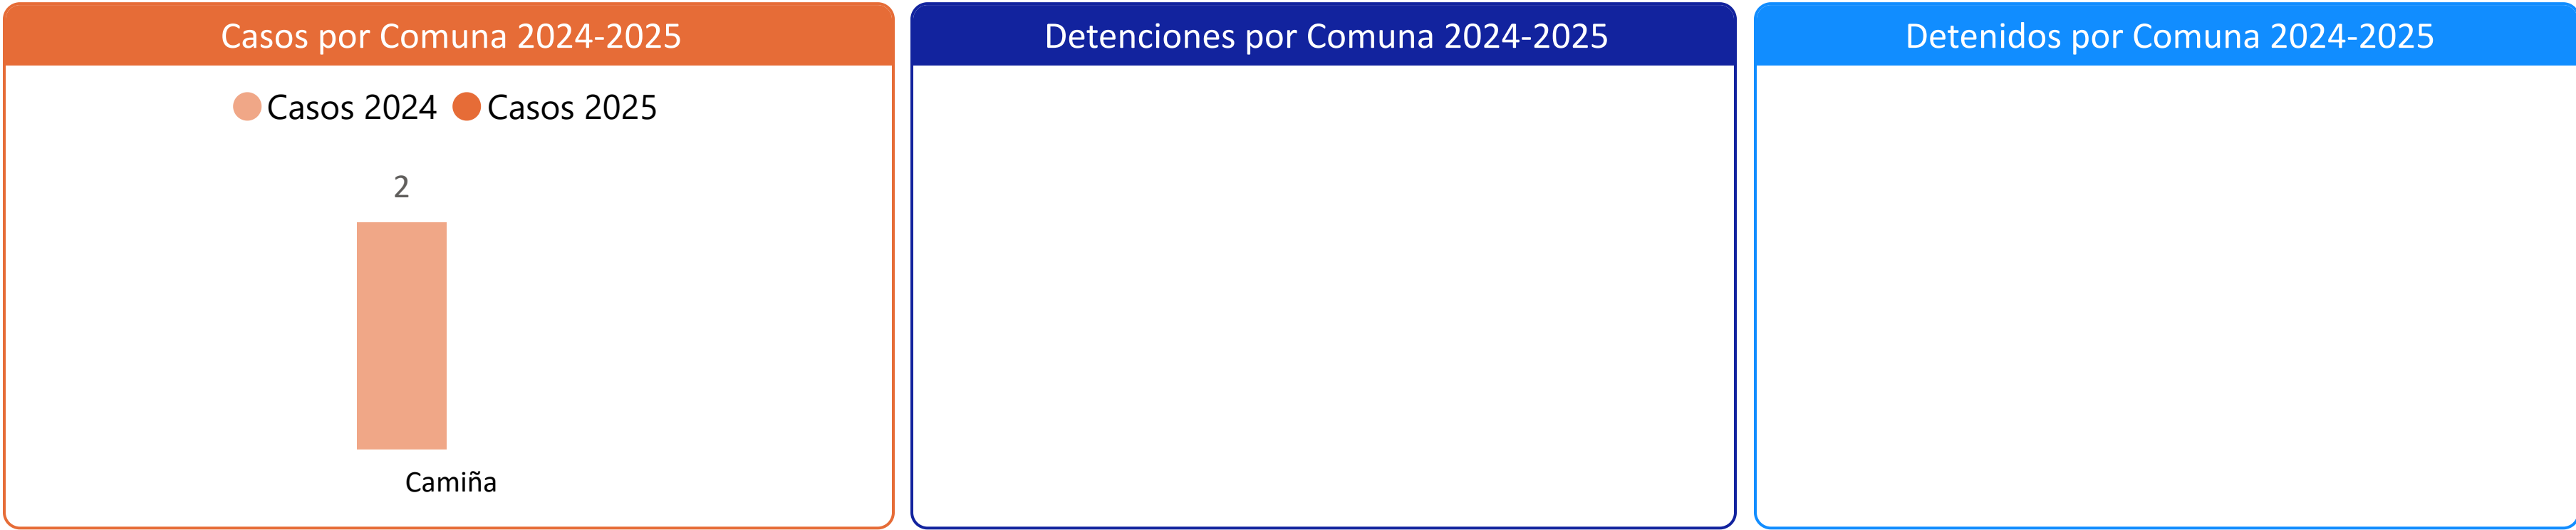 Casos por Comuna 2024-2025
Casos 2024 Casos 2025
2
Camiña
Detenciones por Comuna 2024-2025
Detenidos por Comuna 2024-2025